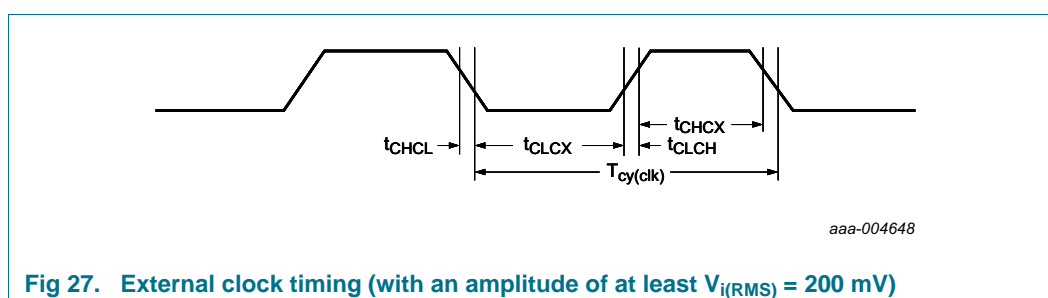 tCHCX
tCHCL
tCLCX
tCLCH
Tcy(clk)
aaa-004648
Fig 27. External clock timing (with an amplitude of at least Vi(RMS) = 200 mV)